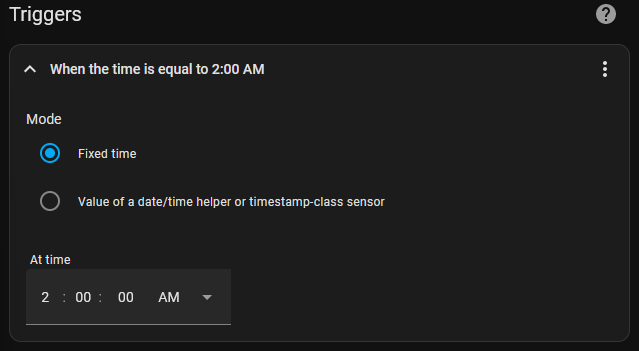 Triggers
When the time is equal to 2:00 AM
Mode
Fixed time
Value of a date/time helper or timestamp-class sensor
At time
2 : 00 : 00 AM